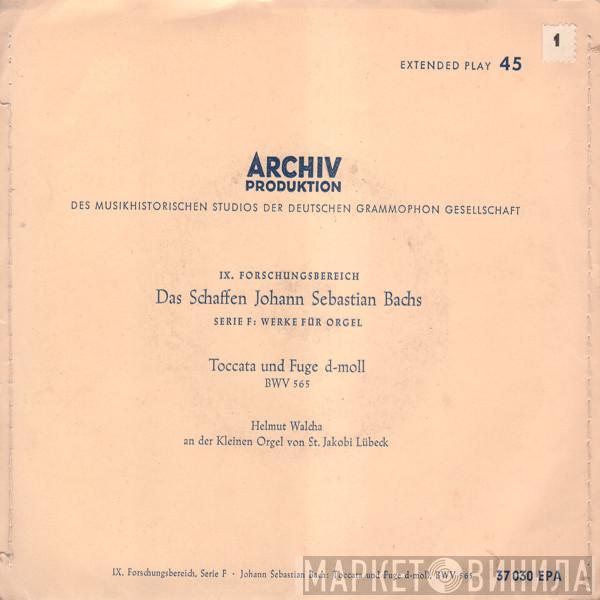 1
EXTENDED PLAY 45
ARCHIV
PRODUKTION
DES MUSIKHISTORISCHEN STUDIOS DER DEUTSCHEN GRAMMOPHON GESELLSCHAFT
IX. FORSCHUNGSBEREICH
Das Schaffen Johann Sebastian Bachs
SERIE F: WERKE FÜR ORGEL
Toccata und Fuge d-moll
BWV 565
Helmut Walcha
an der Kleinen Orgel von St. Jakobi Lübeck
IX. Forschungsbereich, Serie F · Johann Sebastian Bach: Toccata und Fuge d-moll, BWV 565 37 030 EPA
МАРКЕТ ВИНИЛА